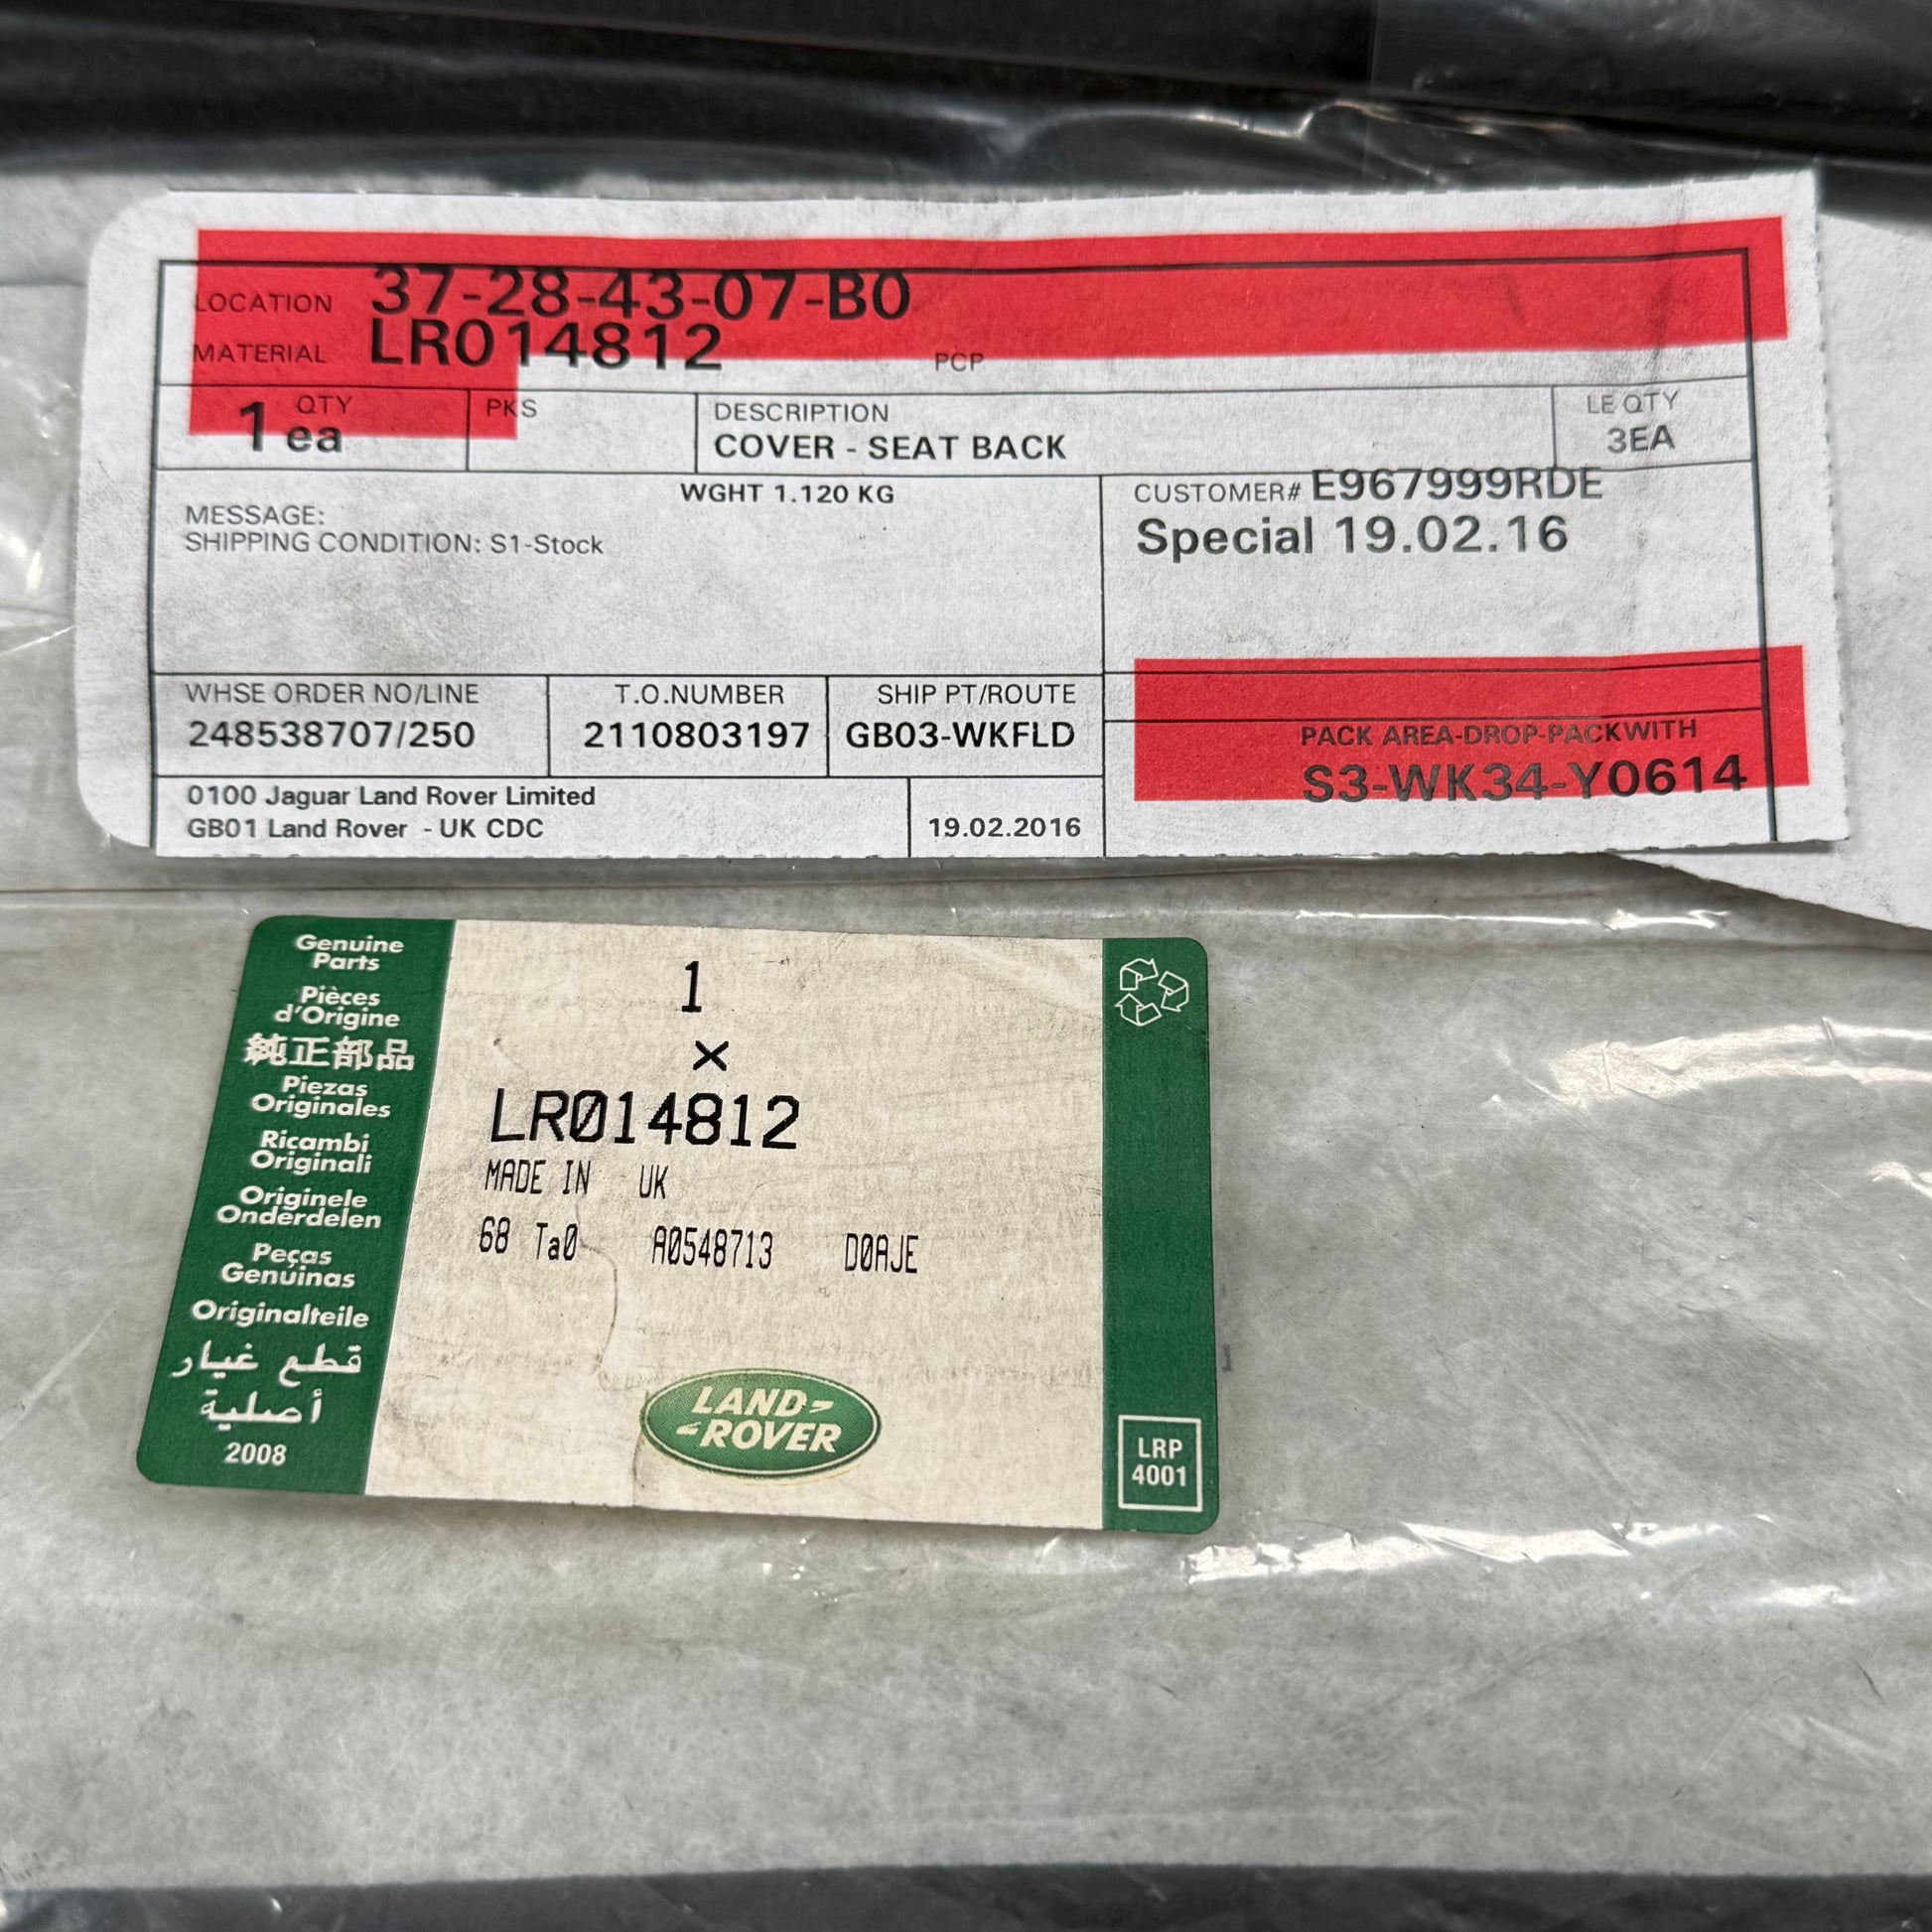 LOCATION 37-28-43-07-B0
MATERIAL LR014812 PCP
QTY PKS DESCRIPTION LE QTY
1 ea COVER - SEAT BACK 3EA
WGHT 1.120 KG CUSTOMER# E967999RDE
MESSAGE:
SHIPPING CONDITION: S1-Stock Special 19.02.16
WHSE ORDER NO/LINE T.O.NUMBER SHIP PT/ROUTE
248538707/250 2110803197 GB03-WKFLD
PACK AREA-DROP-PACKWITH
S3-WK34-Y0614
0100 Jaguar Land Rover Limited
GB01 Land Rover - UK CDC 19.02.2016
Genuine
Parts
Pièces
d'Origine
純正部品
Piezas
Originales
Ricambi
Originali
Originele
Onderdelen
Peças
Genuinas
Originalteile
قطع غيار
أصلية
2008
1
×
LR014812
MADE IN UK
68 Ta0 A0548713 D0AJE
LAND
ROVER
LRP
4001